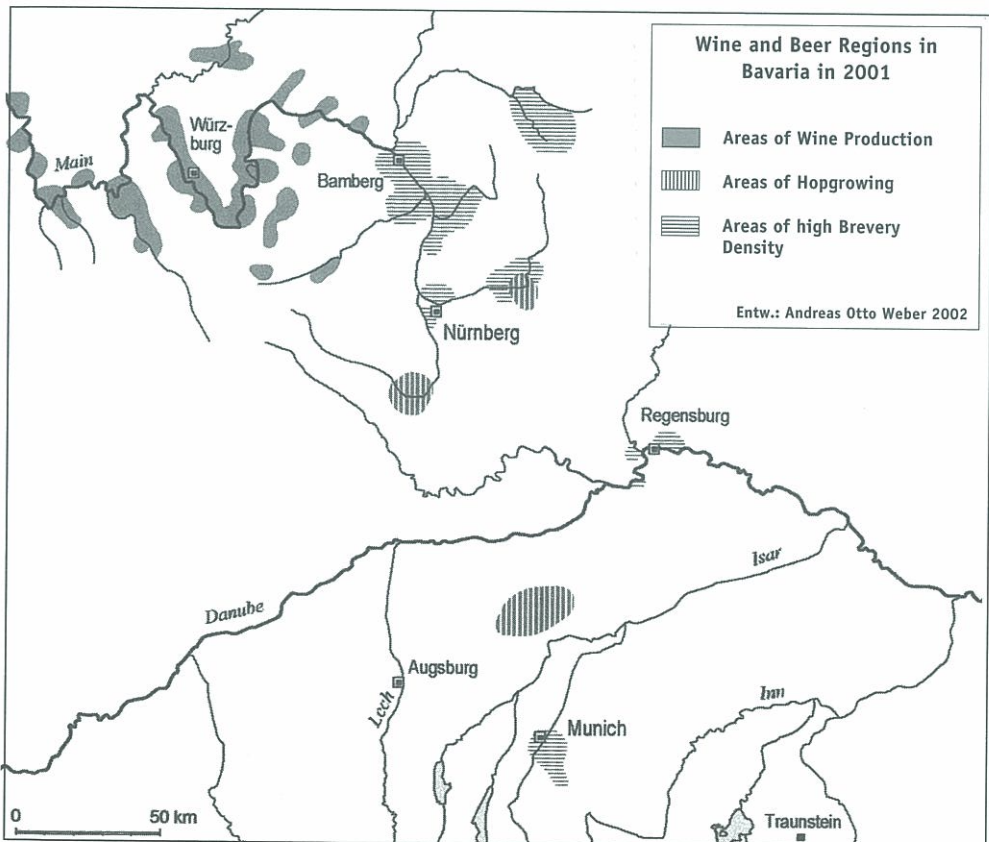 Wine and Beer Regions in
Bavaria in 2001
Areas of Wine Production
Areas of Hopgrowing
Areas of high Brewery
Density
Entw.: Andreas Otto Weber 2002
Würz-
burg
Main
Bamberg
Nürnberg
Regensburg
Isar
Danube
Augsburg
Lech
Inn
Munich
0 50 km
Traunstein